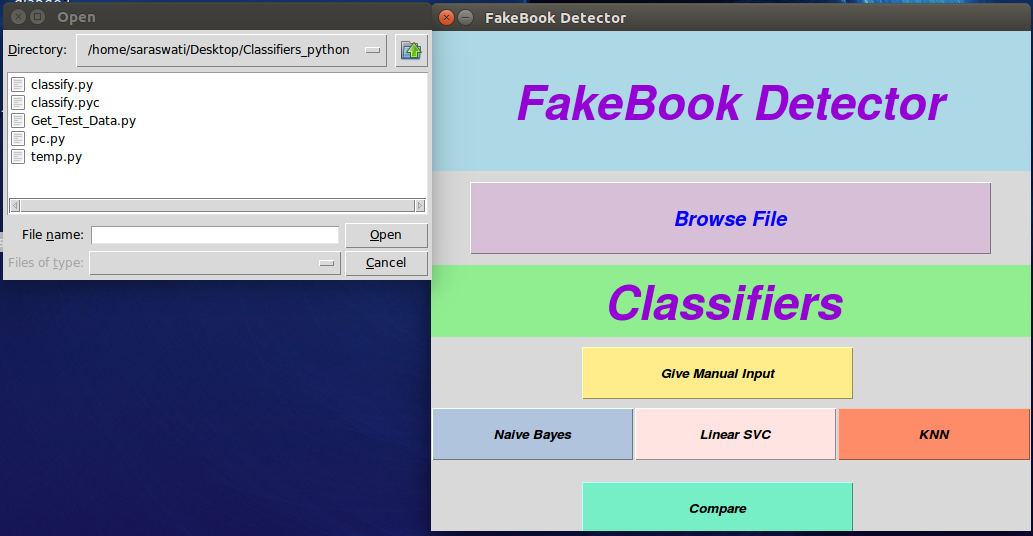 Open
Directory: /home/saraswati/Desktop/Classifiers_python
classify.py
classify.pyc
Get_Test_Data.py
pc.py
temp.py
File name: Open
Files of type: Cancel
FakeBook Detector
FakeBook Detector
Browse File
Classifiers
Give Manual Input
Naive Bayes Linear SVC KNN
Compare